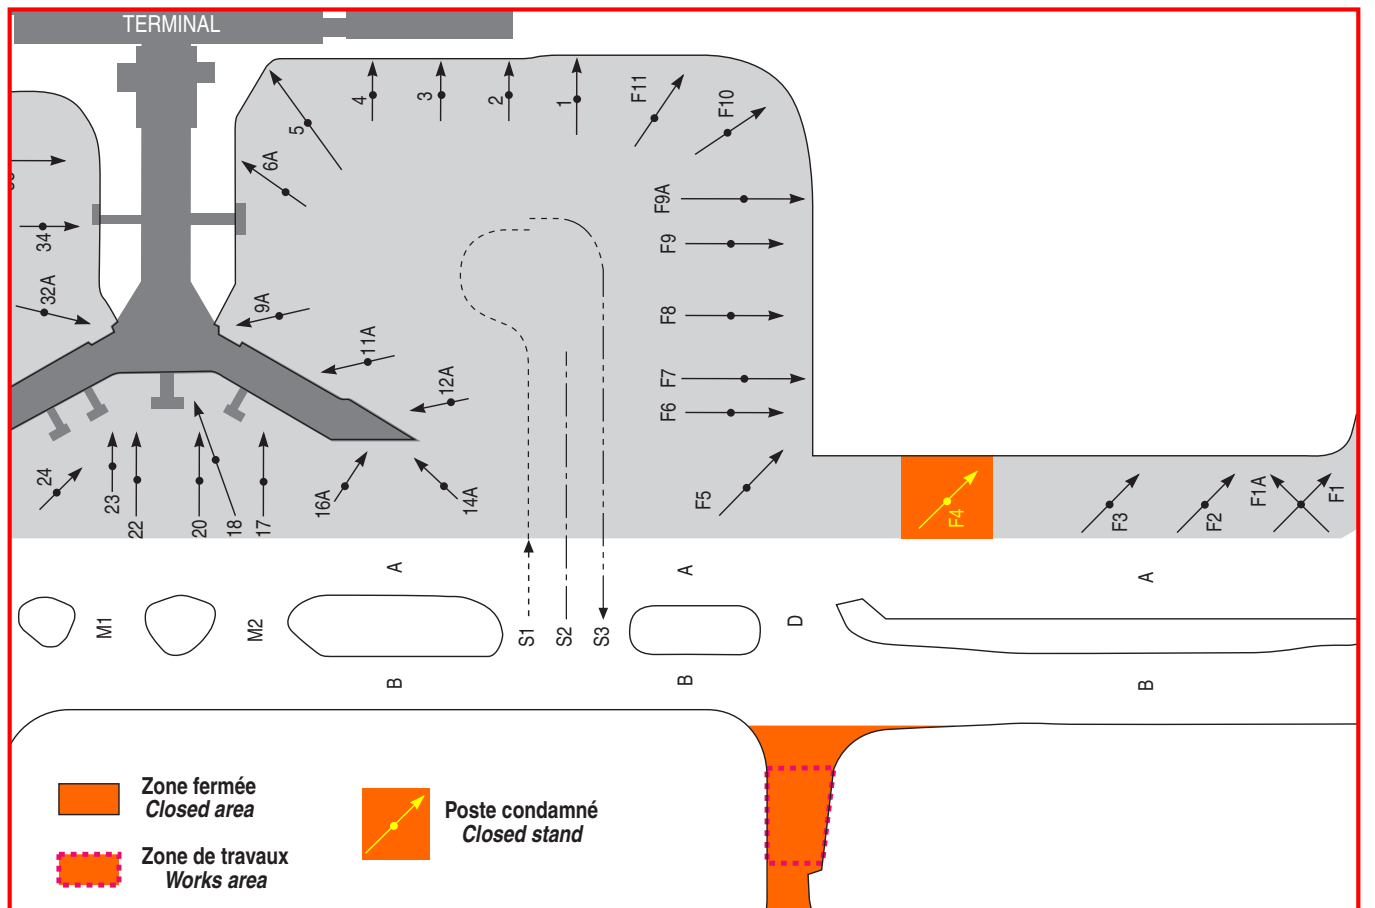 TERMINAL
4
3
2
1
F11
F10
5
6A
F9A
34
F9
32A
9A
F8
11A
12A
F7
F6
24
23
22
20
18
17
16A
14A
F5
F4
F3
F2
F1A
F1
A
A
A
M1
M2
S1
S2
S3
D
B
B
B
Zone fermée
Closed area
Zone de travaux
Works area
Poste condamné
Closed stand